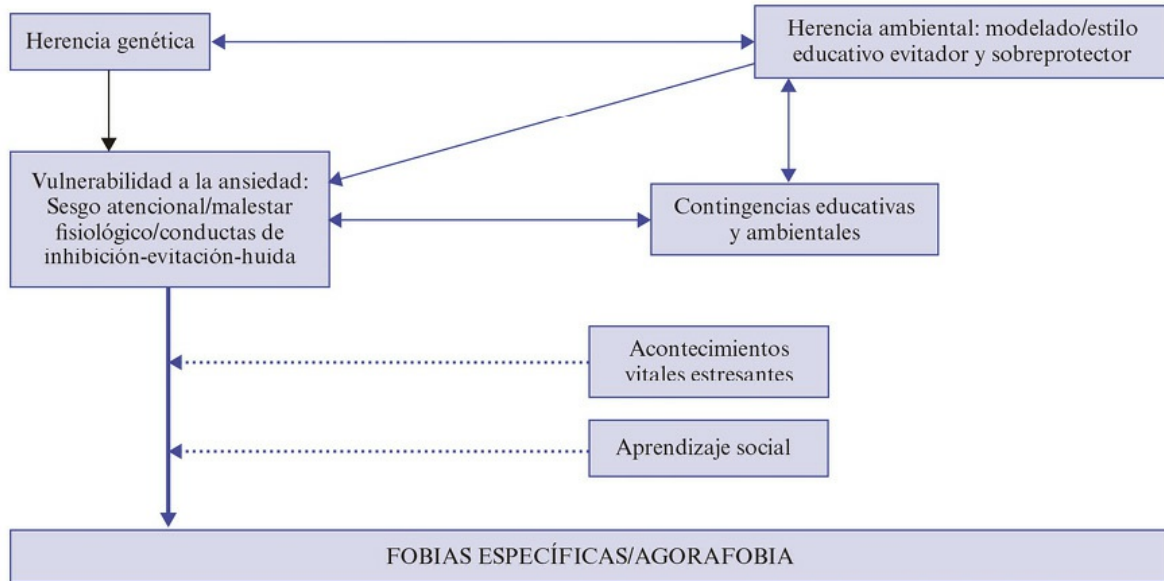 Herencia genética
Herencia ambiental: modelado/estilo
educativo evitador y sobreprotector
Vulnerabilidad a la ansiedad:
Sesgo atencional/malestar
fisiológico/conductas de
inhibición-evitación-huida
Contingencias educativas
y ambientales
Acontecimientos
vitales estresantes
Aprendizaje social
FOBIAS ESPECÍFICAS/AGORAFOBIA